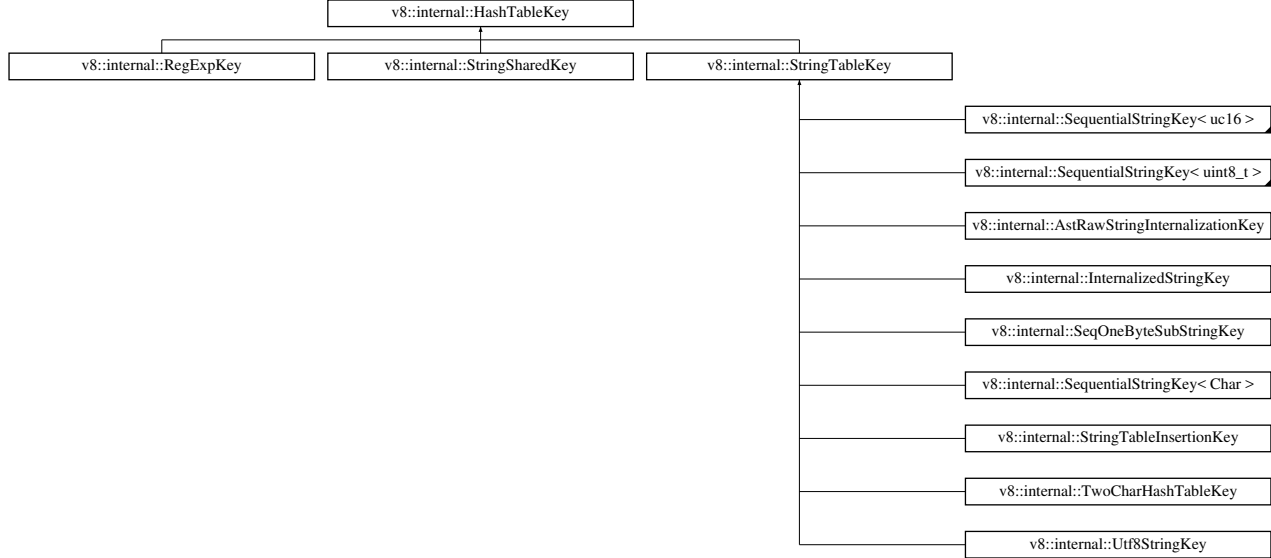 v8::internal::HashTableKey
v8::internal::RegExpKey
v8::internal::StringSharedKey
v8::internal::StringTableKey
v8::internal::SequentialStringKey< uc16 >
v8::internal::SequentialStringKey< uint8_t >
v8::internal::AstRawStringInternalizationKey
v8::internal::InternalizedStringKey
v8::internal::SeqOneByteSubStringKey
v8::internal::SequentialStringKey< Char >
v8::internal::StringTableInsertionKey
v8::internal::TwoCharHashTableKey
v8::internal::Utf8StringKey